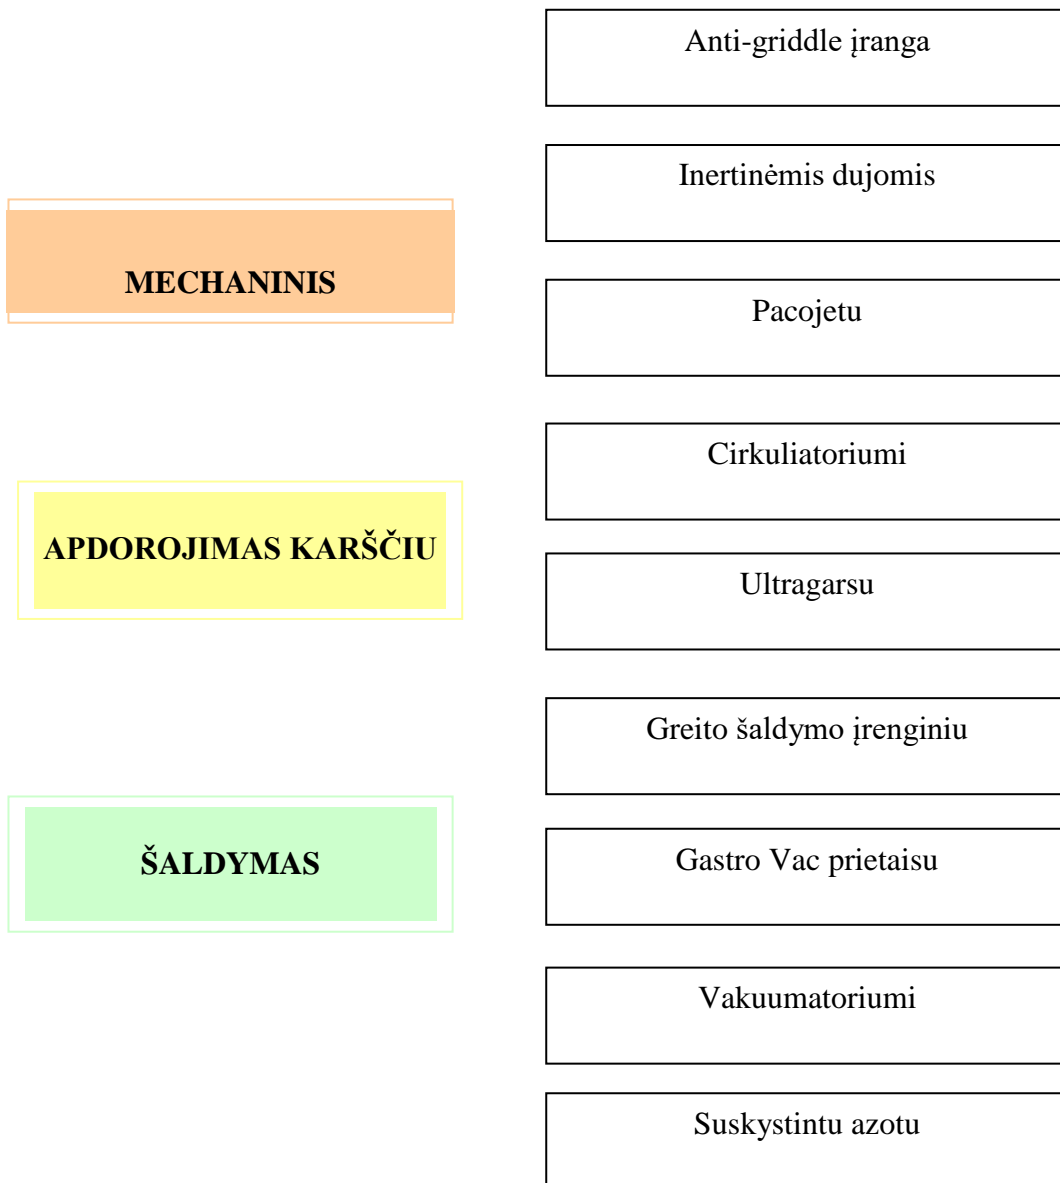 Anti-griddle įranga
Inertinėmis dujomis
MECHANINIS
Pacojetu
Cirkuliatoriumi
APDOROJIMAS KARŠČIU
Ultragarsu
Greito šaldymo įrenginiu
ŠALDYMAS
Gastro Vac prietaisu
Vakuumatoriumi
Suskystintu azotu